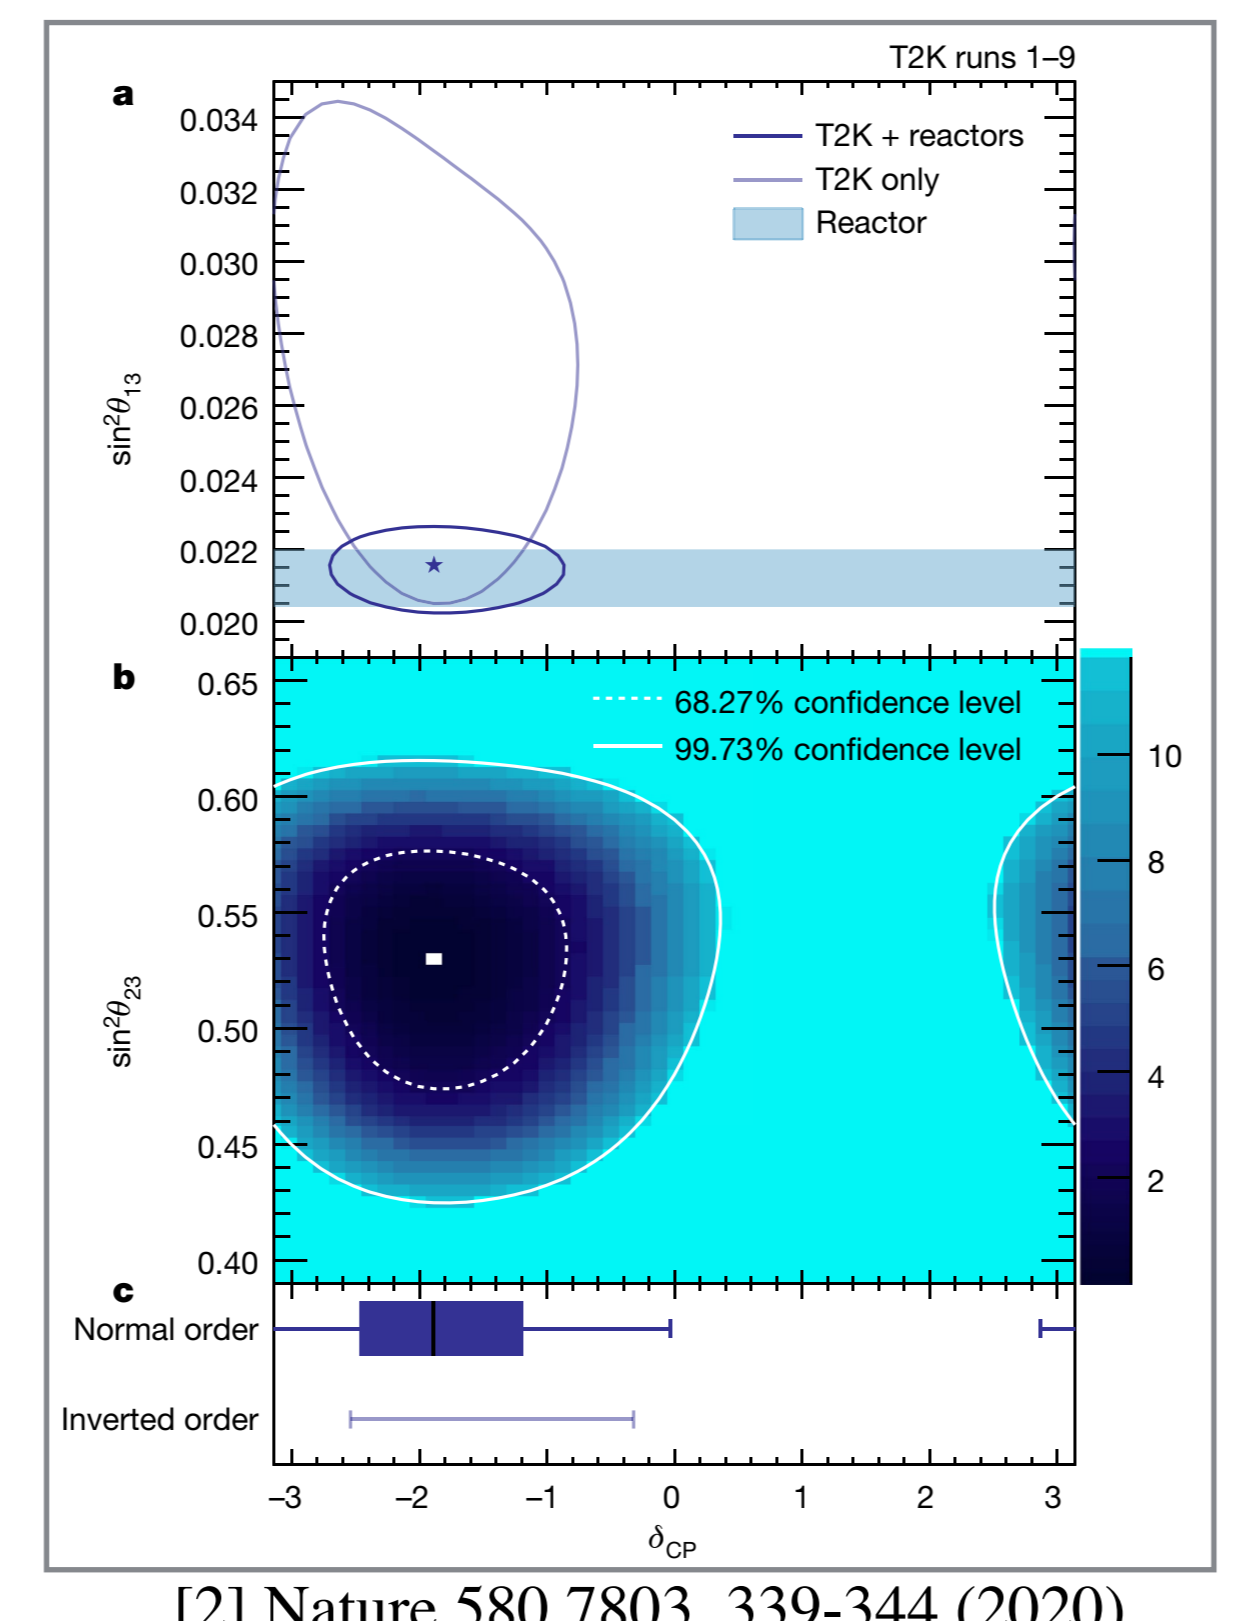 T2K runs 1–9
a
T2K + reactors
T2K only
Reactor
0.034
0.032
0.030
0.028
0.026
0.024
0.022
0.020
sin²θ₁₃
b
68.27% confidence level
99.73% confidence level
0.65
0.60
0.55
0.50
0.45
0.40
sin²θ₂₃
10
8
6
4
2
c
Normal order
Inverted order
–3 –2 –1 0 1 2 3
δCP
[2] Nature 580 7803, 339-344 (2020)